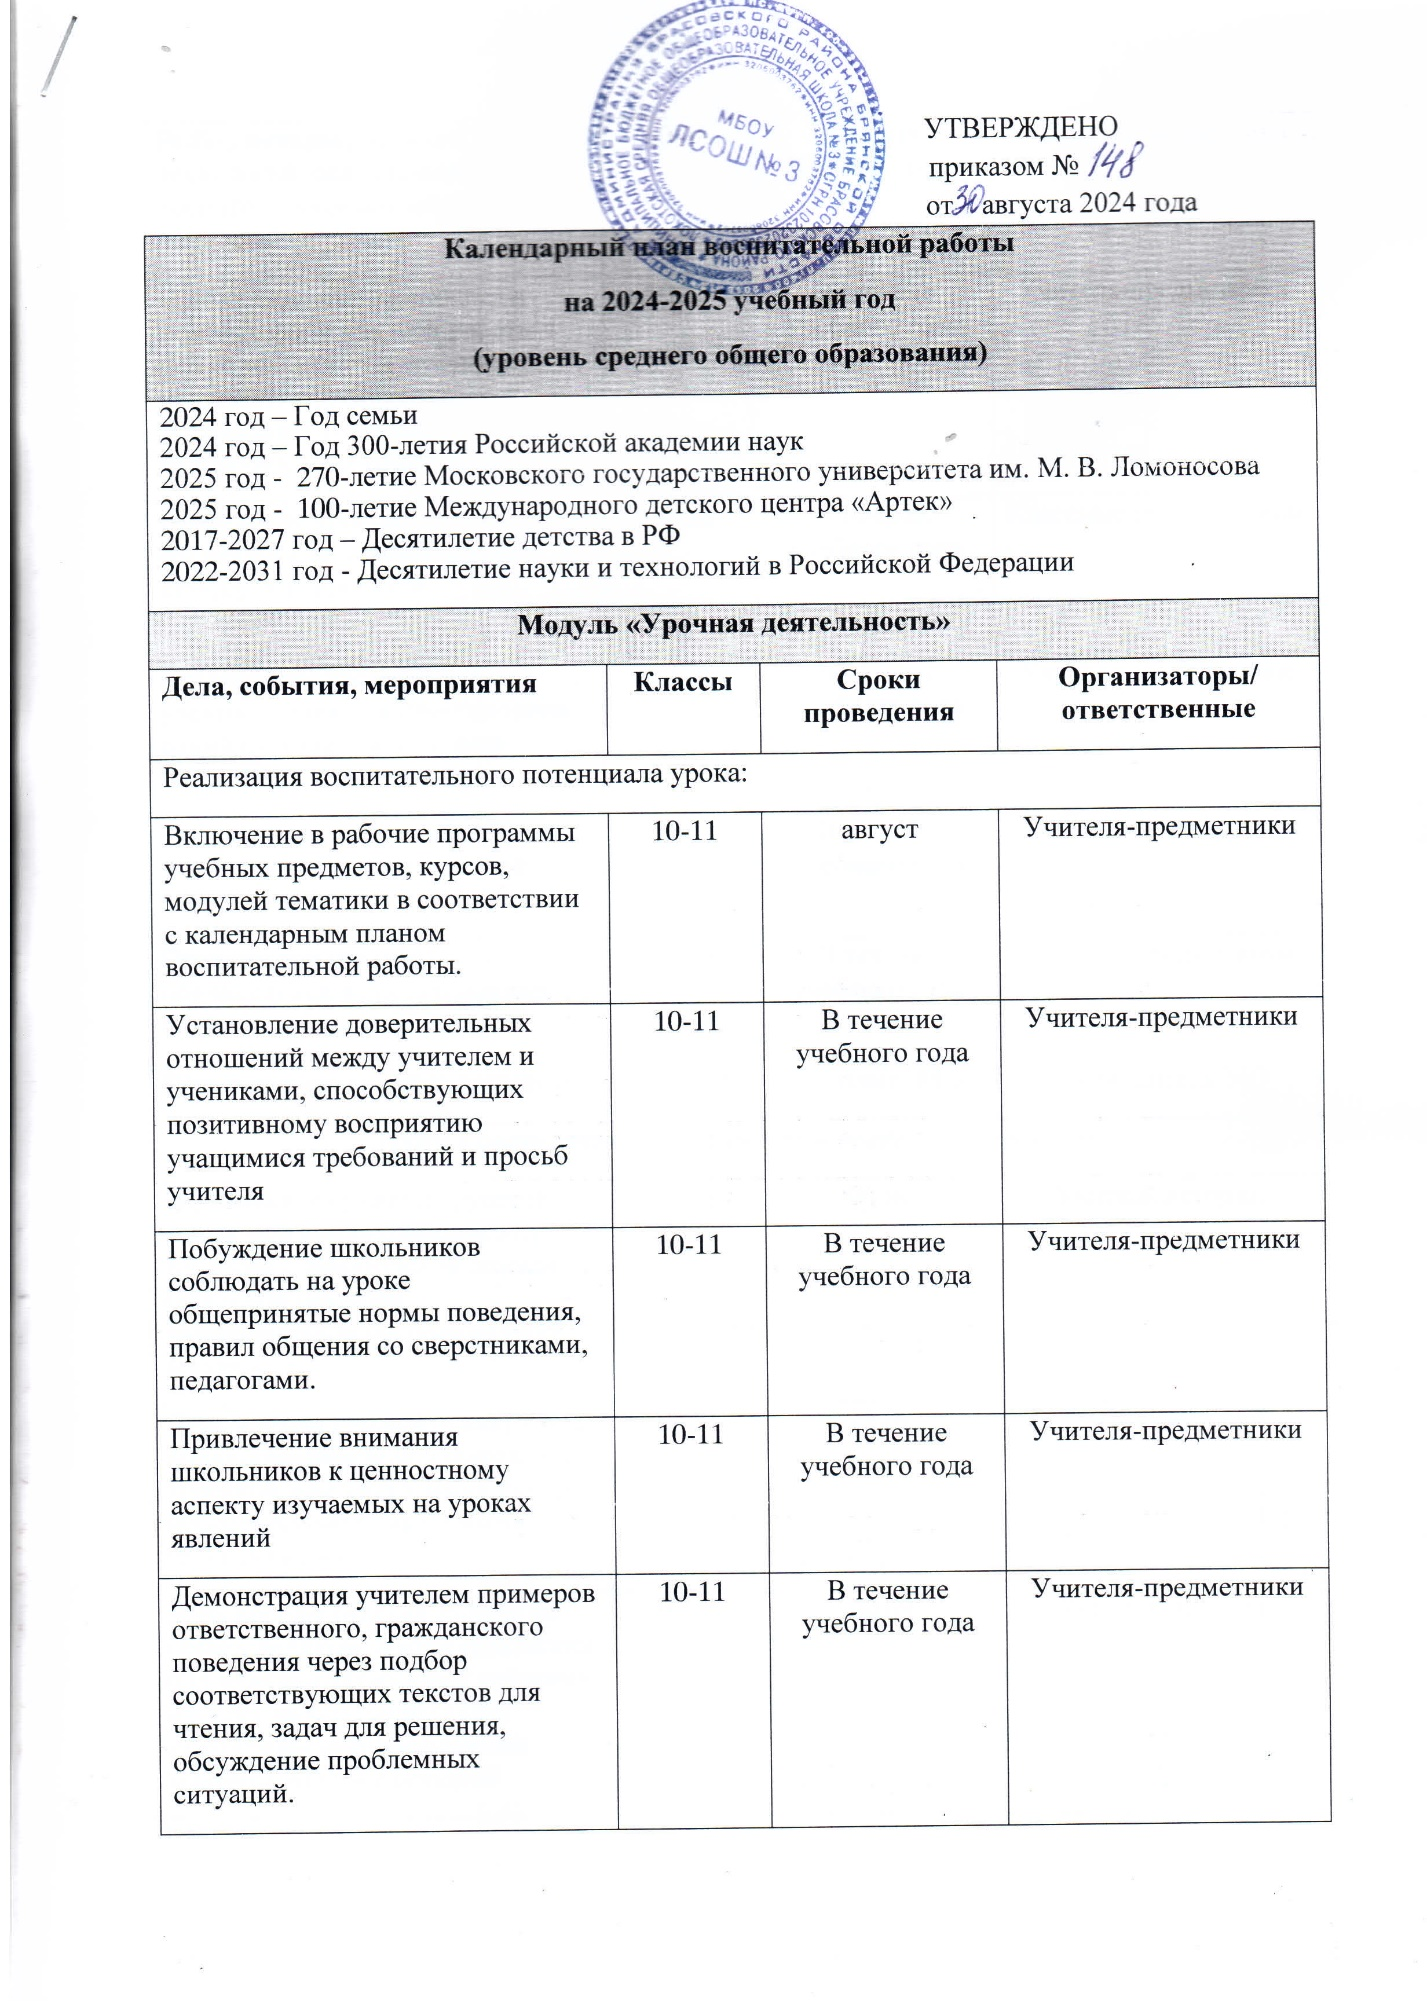 МБОУ
ЛСОШ № 3
УТВЕРЖДЕНО
приказом № 148
от 30 августа 2024 года
Календарный план воспитательной работы
на 2024-2025 учебный год
(уровень среднего общего образования)
2024 год – Год семьи
2024 год – Год 300-летия Российской академии наук
2025 год - 270-летие Московского государственного университета им. М. В. Ломоносова
2025 год - 100-летие Международного детского центра «Артек»
2017-2027 год – Десятилетие детства в РФ
2022-2031 год - Десятилетие науки и технологий в Российской Федерации
Модуль «Урочная деятельность»
Дела, события, мероприятия
Классы
Сроки
проведения
Организаторы/
ответственные
Реализация воспитательного потенциала урока:
Включение в рабочие программы
учебных предметов, курсов,
модулей тематики в соответствии
с календарным планом
воспитательной работы.
10-11
август
Учителя-предметники
Установление доверительных
отношений между учителем и
учениками, способствующих
позитивному восприятию
учащимися требований и просьб
учителя
10-11
В течение
учебного года
Учителя-предметники
Побуждение школьников
соблюдать на уроке
общепринятые нормы поведения,
правил общения со сверстниками,
педагогами.
10-11
В течение
учебного года
Учителя-предметники
Привлечение внимания
школьников к ценностному
аспекту изучаемых на уроках
явлений
10-11
В течение
учебного года
Учителя-предметники
Демонстрация учителем примеров
ответственного, гражданского
поведения через подбор
соответствующих текстов для
чтения, задач для решения,
обсуждение проблемных
ситуаций.
10-11
В течение
учебного года
Учителя-предметники